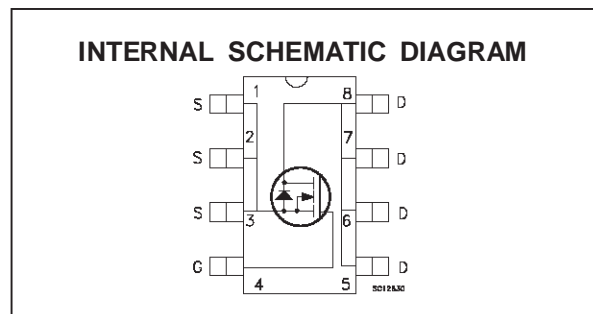 INTERNAL SCHEMATIC DIAGRAM
S 1 8 D
S 2 7 D
S 3 6 D
G 4 5 D
SC12830